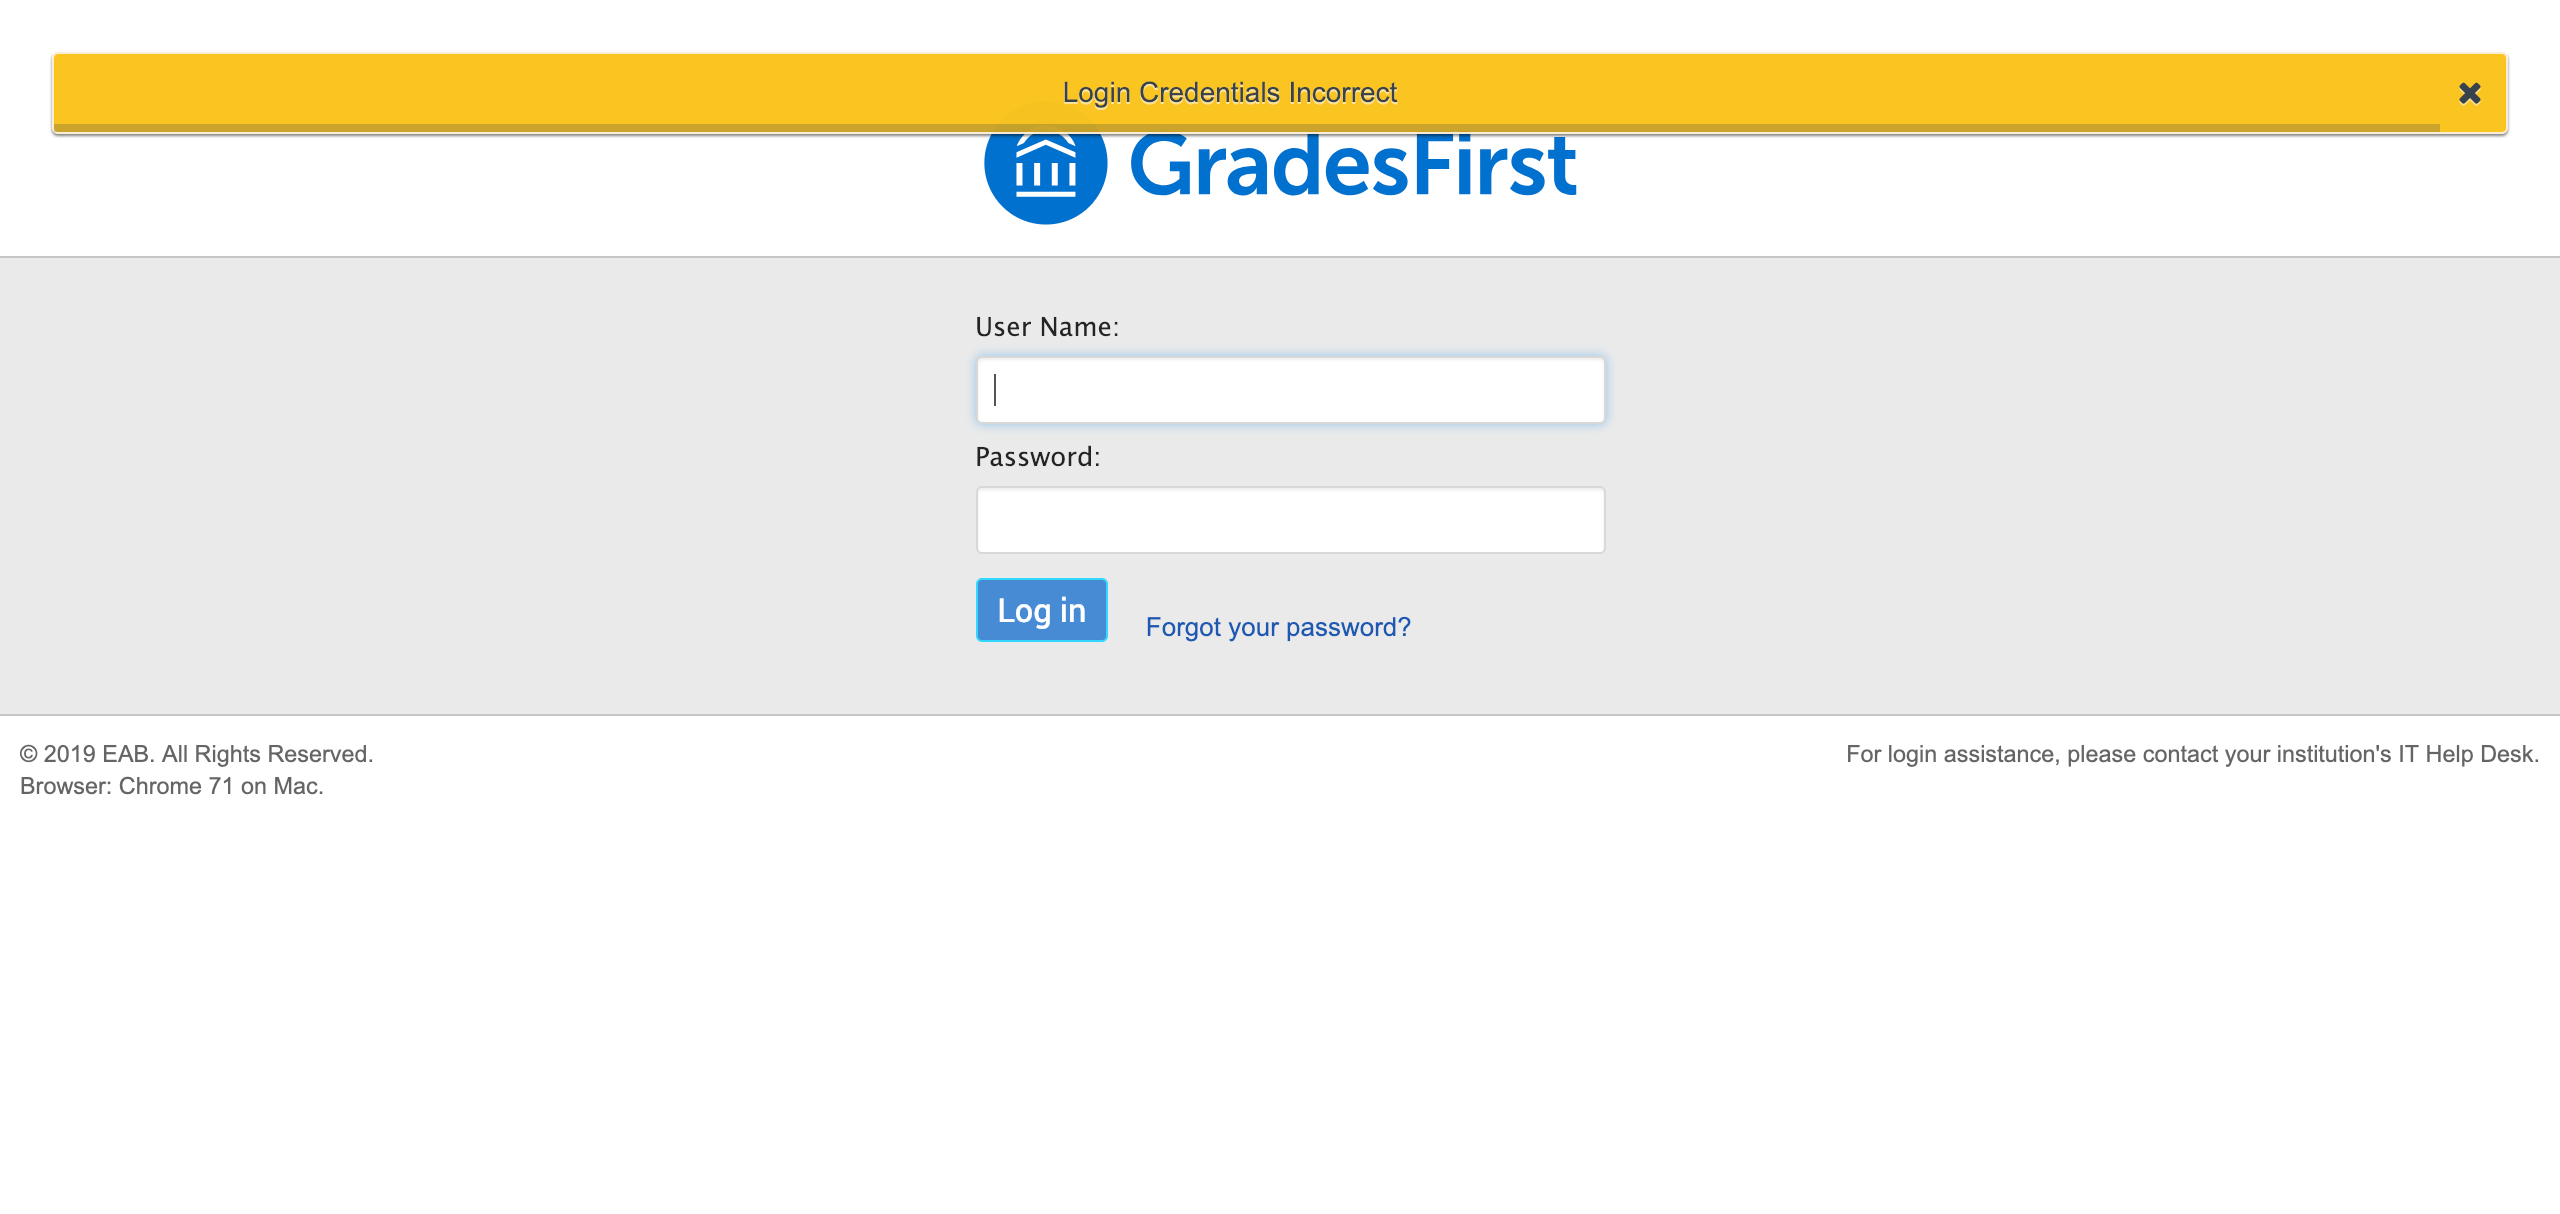 Login Credentials Incorrect
GradesFirst
User Name:
Password:
Log in
Forgot your password?
© 2019 EAB. All Rights Reserved.
Browser: Chrome 71 on Mac.
For login assistance, please contact your institution's IT Help Desk.